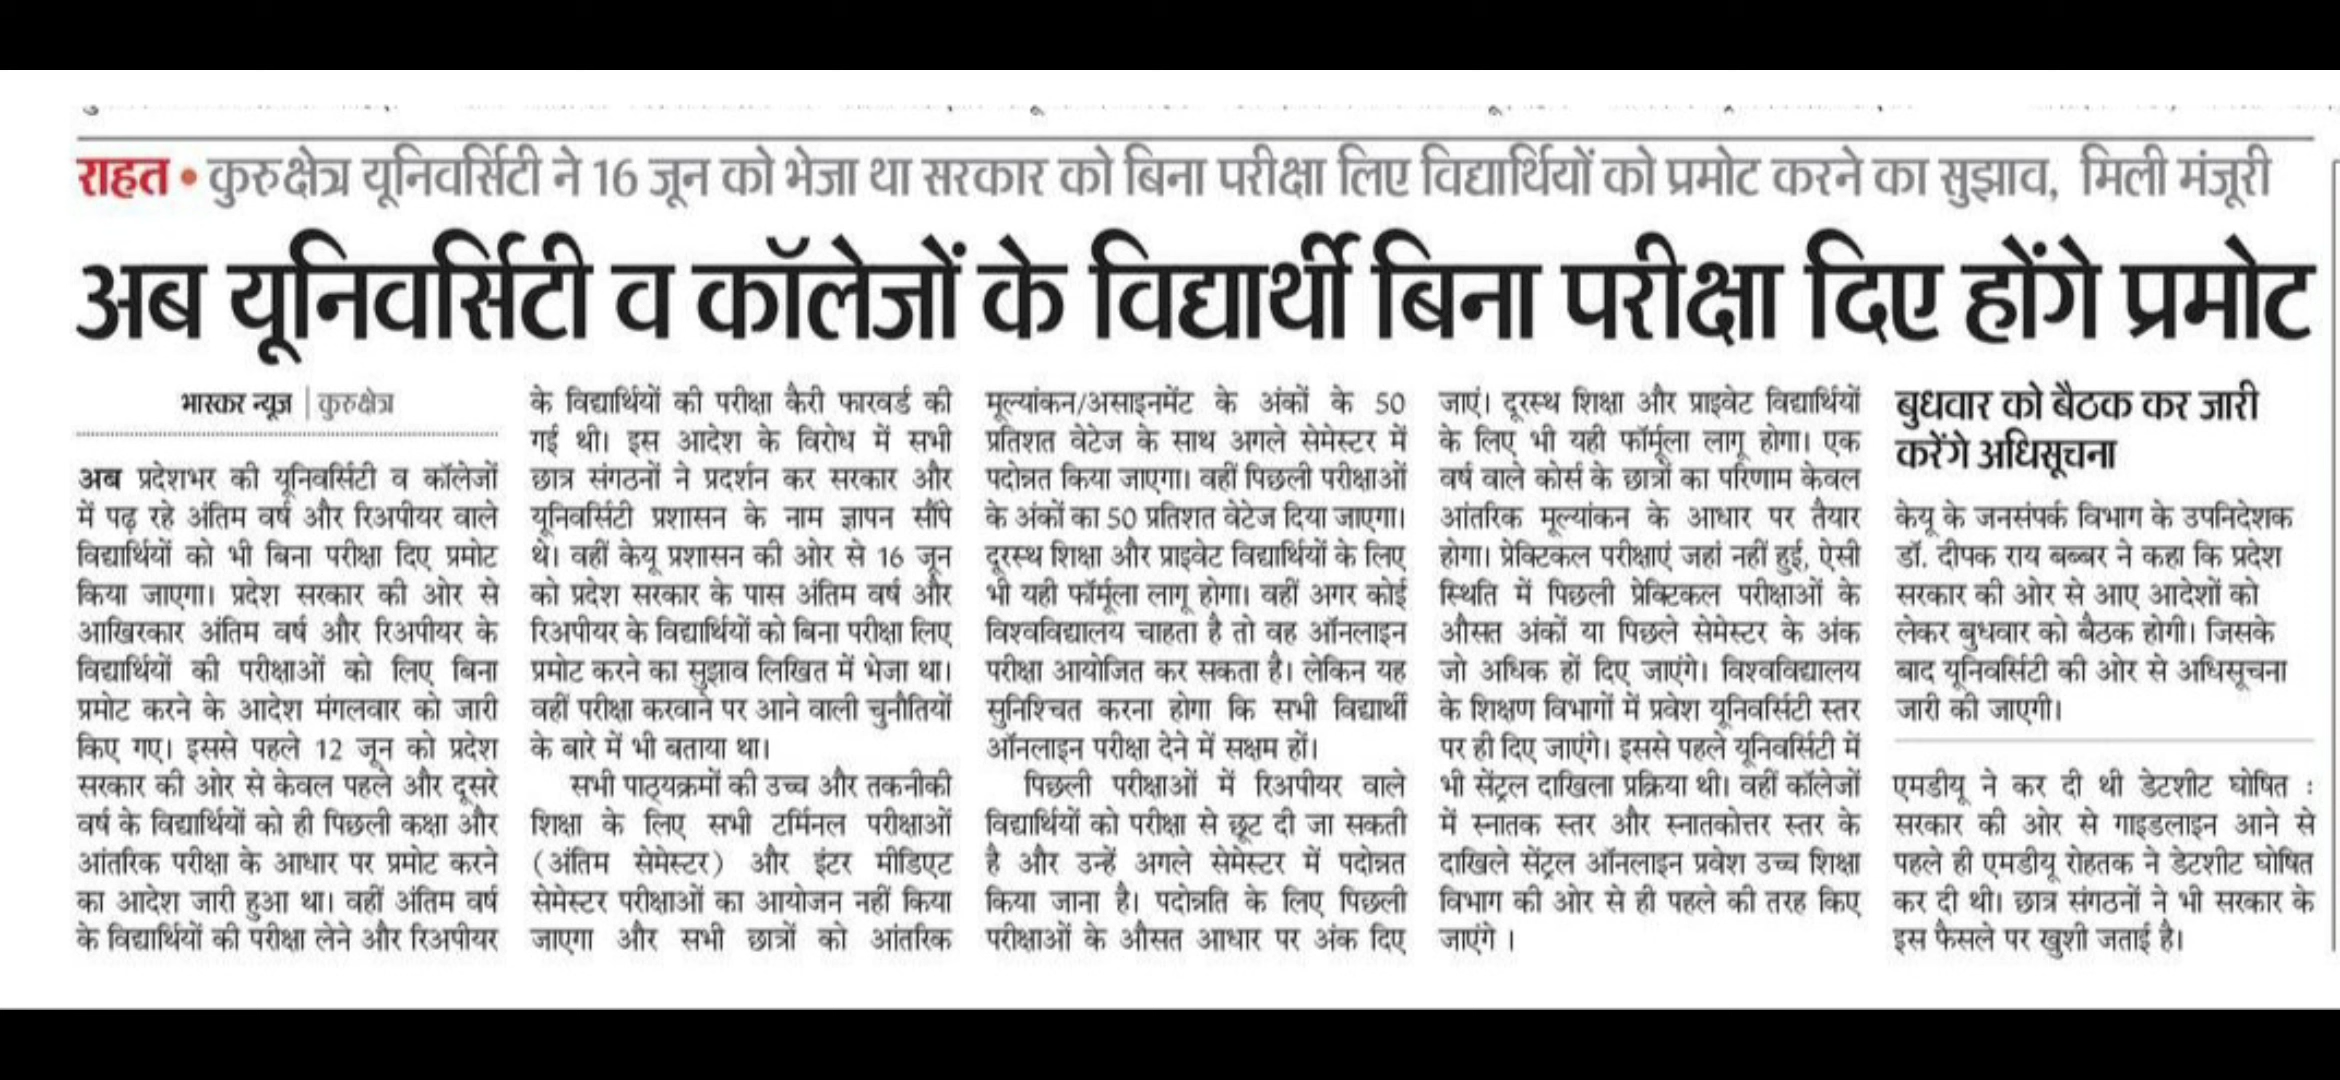 राहत • कुरुक्षेत्र यूनिवर्सिटी ने 16 जून को भेजा था सरकार को बिना परीक्षा लिए विद्यार्थियों को प्रमोट करने का सुझाव, मिली मंजूरी
अब यूनिवर्सिटी व कॉलेजों के विद्यार्थी बिना परीक्षा दिए होंगे प्रमोट
भास्कर न्यूज | कुरुक्षेत्र
अब प्रदेशभर की यूनिवर्सिटी व कॉलेजों
में पढ़ रहे अंतिम वर्ष और रिअपीयर वाले
विद्यार्थियों को भी बिना परीक्षा दिए प्रमोट
किया जाएगा। प्रदेश सरकार की ओर से
आखिरकार अंतिम वर्ष और रिअपीयर के
विद्यार्थियों की परीक्षाओं को लिए बिना
प्रमोट करने के आदेश मंगलवार को जारी
किए गए। इससे पहले 12 जून को प्रदेश
सरकार की ओर से केवल पहले और दूसरे
वर्ष के विद्यार्थियों को ही पिछली कक्षा और
आंतरिक परीक्षा के आधार पर प्रमोट करने
का आदेश जारी हुआ था। वहीं अंतिम वर्ष
के विद्यार्थियों की परीक्षा लेने और रिअपीयर
के विद्यार्थियों की परीक्षा कैरी फारवर्ड की
गई थी। इस आदेश के विरोध में सभी
छात्र संगठनों ने प्रदर्शन कर सरकार और
यूनिवर्सिटी प्रशासन के नाम ज्ञापन सौंपे
थे। वहीं केयू प्रशासन की ओर से 16 जून
को प्रदेश सरकार के पास अंतिम वर्ष और
रिअपीयर के विद्यार्थियों को बिना परीक्षा लिए
प्रमोट करने का सुझाव लिखित में भेजा था।
वहीं परीक्षा करवाने पर आने वाली चुनौतियों
के बारे में भी बताया था।
सभी पाठ्यक्रमों की उच्च और तकनीकी
शिक्षा के लिए सभी टर्मिनल परीक्षाओं
(अंतिम सेमेस्टर) और इंटर मीडिएट
सेमेस्टर परीक्षाओं का आयोजन नहीं किया
जाएगा और सभी छात्रों को आंतरिक
मूल्यांकन/असाइनमेंट के अंकों के 50
प्रतिशत वेटेज के साथ अगले सेमेस्टर में
पदोन्नत किया जाएगा। वहीं पिछली परीक्षाओं
के अंकों का 50 प्रतिशत वेटेज दिया जाएगा।
दूरस्थ शिक्षा और प्राइवेट विद्यार्थियों के लिए
भी यही फॉर्मूला लागू होगा। वहीं अगर कोई
विश्वविद्यालय चाहता है तो वह ऑनलाइन
परीक्षा आयोजित कर सकता है। लेकिन यह
सुनिश्चित करना होगा कि सभी विद्यार्थी
ऑनलाइन परीक्षा देने में सक्षम हों।
पिछली परीक्षाओं में रिअपीयर वाले
विद्यार्थियों को परीक्षा से छूट दी जा सकती
है और उन्हें अगले सेमेस्टर में पदोन्नत
किया जाना है। पदोन्नति के लिए पिछली
परीक्षाओं के औसत आधार पर अंक दिए
जाएं। दूरस्थ शिक्षा और प्राइवेट विद्यार्थियों
के लिए भी यही फॉर्मूला लागू होगा। एक
वर्ष वाले कोर्स के छात्रों का परिणाम केवल
आंतरिक मूल्यांकन के आधार पर तैयार
होगा। प्रेक्टिकल परीक्षाएं जहां नहीं हुई, ऐसी
स्थिति में पिछली प्रेक्टिकल परीक्षाओं के
औसत अंकों या पिछले सेमेस्टर के अंक
जो अधिक हों दिए जाएंगे। विश्वविद्यालय
के शिक्षण विभागों में प्रवेश यूनिवर्सिटी स्तर
पर ही दिए जाएंगे। इससे पहले यूनिवर्सिटी में
भी सेंट्रल दाखिला प्रक्रिया थी। वहीं कॉलेजों
में स्नातक स्तर और स्नातकोत्तर स्तर के
दाखिले सेंट्रल ऑनलाइन प्रवेश उच्च शिक्षा
विभाग की ओर से ही पहले की तरह किए
जाएंगे ।
बुधवार को बैठक कर जारी
करेंगे अधिसूचना
केयू के जनसंपर्क विभाग के उपनिदेशक
डॉ. दीपक राय बब्बर ने कहा कि प्रदेश
सरकार की ओर से आए आदेशों को
लेकर बुधवार को बैठक होगी। जिसके
बाद यूनिवर्सिटी की ओर से अधिसूचना
जारी की जाएगी।
एमडीयू ने कर दी थी डेटशीट घोषित :
सरकार की ओर से गाइडलाइन आने से
पहले ही एमडीयू रोहतक ने डेटशीट घोषित
कर दी थी। छात्र संगठनों ने भी सरकार के
इस फैसले पर खुशी जताई है।